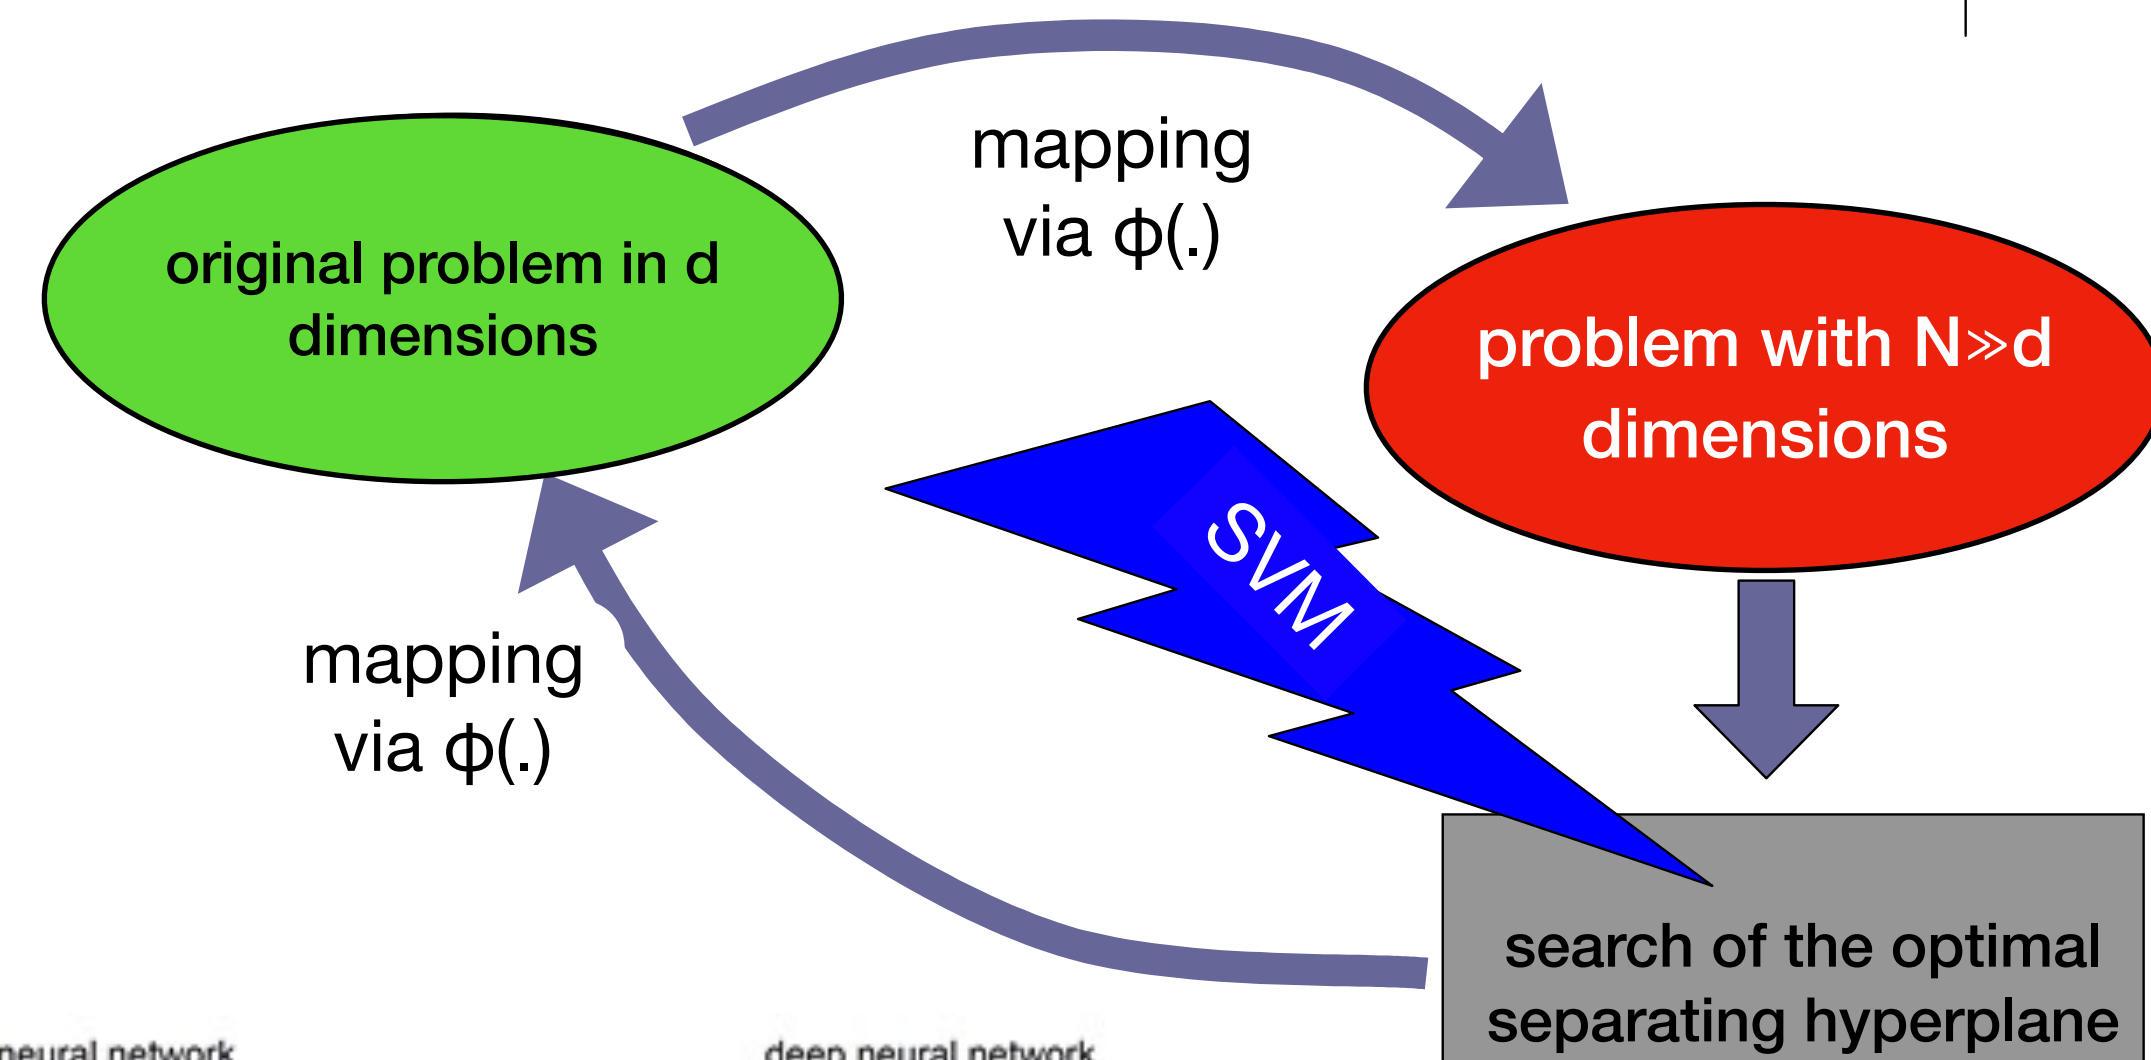 mapping
via ϕ(.)
original problem in d
dimensions
problem with N≫d
dimensions
SVM
mapping
via ϕ(.)
search of the optimal
separating hyperplane
neural network
deep neural network